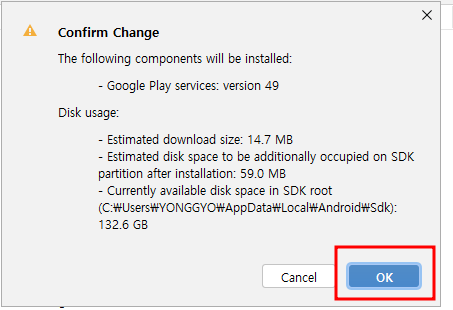 Confirm Change
The following components will be installed:
- Google Play services: version 49
Disk usage:
- Estimated download size: 14.7 MB
- Estimated disk space to be additionally occupied on SDK
partition after installation: 59.0 MB
- Currently available disk space in SDK root
(C:₩Users₩YONGGYO₩AppData₩Local₩Android₩Sdk):
132.6 GB
Cancel
OK